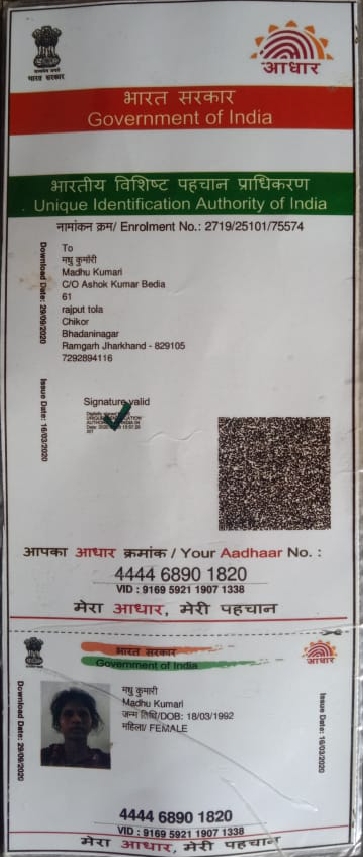 भारत सरकार
आधार
भारत सरकार
Government of India
भारतीय विशिष्ट पहचान प्राधिकरण
Unique Identification Authority of India
नामांकन क्रम/ Enrolment No.: 2719/25101/75574
Download Date: 29/09/2020
Issue Date: 16/03/2020
To
मधु कुमारी
Madhu Kumari
C/O Ashok Kumar Bedia
61
rajput tola
Chikor
Bhadaninagar
Ramgarh Jharkhand - 829105
7292894116
Signature valid
आपका आधार क्रमांक / Your Aadhaar No. :
4444 6890 1820
VID : 9169 5921 1907 1338
मेरा आधार, मेरी पहचान
भारत सरकार
Government of India
आधार
Download Date: 29/09/2020
मधु कुमारी
Madhu Kumari
जन्म तिथि/DOB: 18/03/1992
महिला/ FEMALE
Issue Date: 16/03/2020
4444 6890 1820
VID : 9169 5921 1907 1338
मेरा आधार, मेरी पहचान